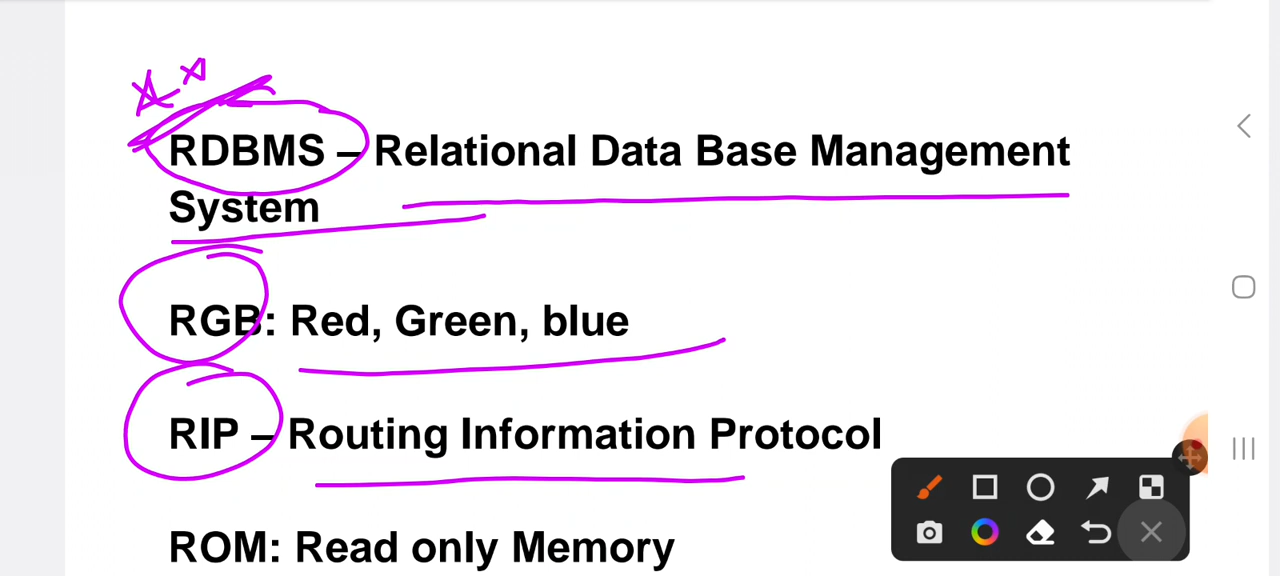 RDBMS – Relational Data Base Management
System
RGB: Red, Green, blue
RIP – Routing Information Protocol
ROM: Read only Memory